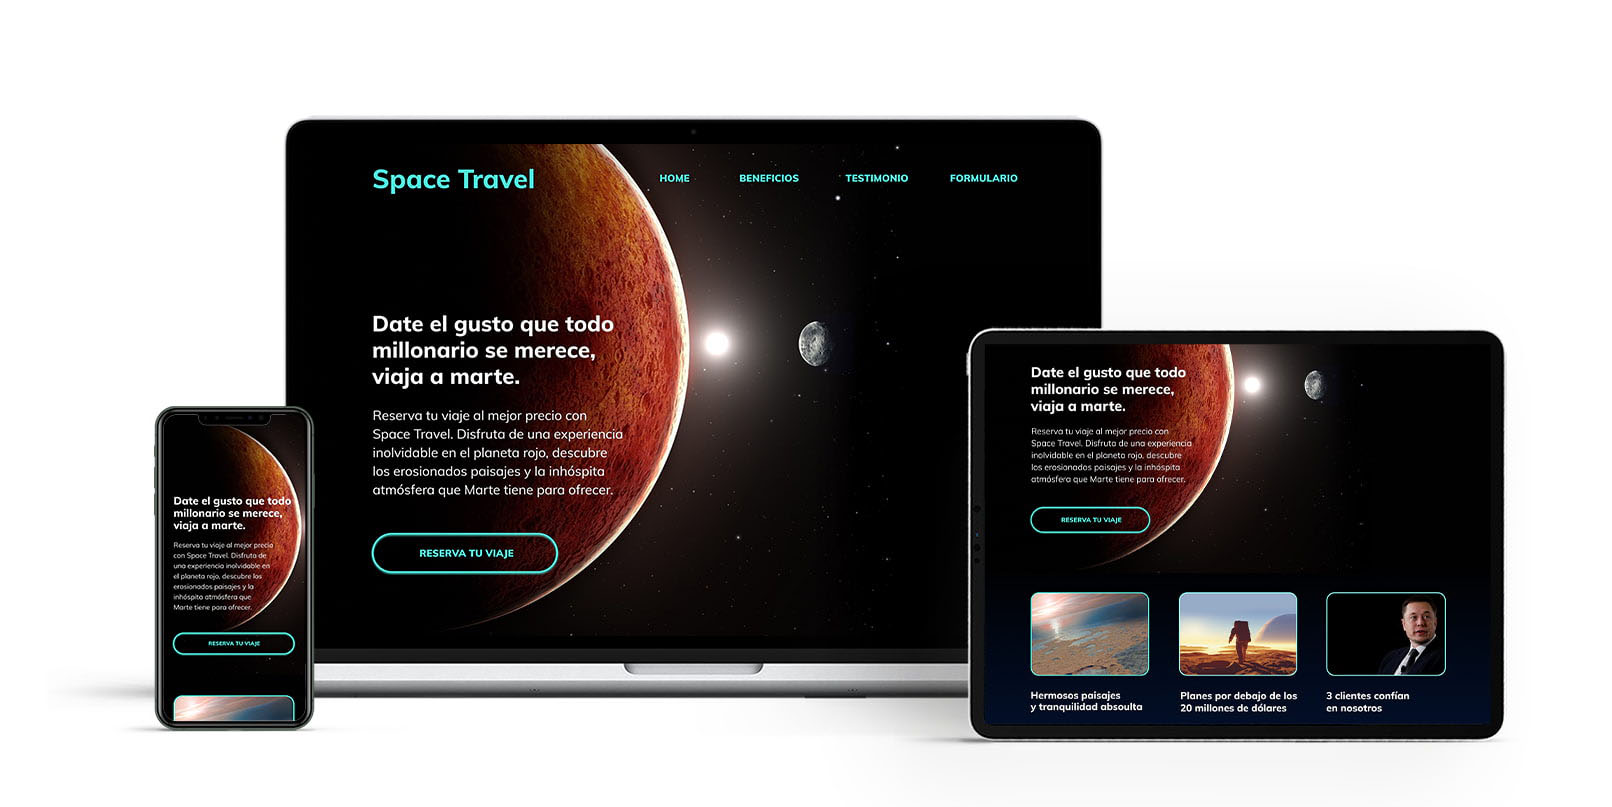 Space Travel
HOME
BENEFICIOS
TESTIMONIO
FORMULARIO
Date el gusto que todo
millonario se merece,
viaja a marte.
Reserva tu viaje al mejor precio con
Space Travel. Disfruta de una experiencia
inolvidable en el planeta rojo, descubre
los erosionados paisajes y la inhóspita
atmósfera que Marte tiene para ofrecer.
RESERVA TU VIAJE
Date el gusto que todo
millonario se merece,
viaja a marte.
Reserva tu viaje al mejor precio
con Space Travel. Disfruta de
una experiencia inolvidable en
el planeta rojo, descubre los
erosionados paisajes y la
inhóspita atmósfera que
Marte tiene para ofrecer.
RESERVA TU VIAJE
Date el gusto que todo
millonario se merece,
viaja a marte.
Reserva tu viaje al mejor precio con
Space Travel. Disfruta de una experiencia
inolvidable en el planeta rojo, descubre
los erosionados paisajes y la inhóspita
atmósfera que Marte tiene para ofrecer.
RESERVA TU VIAJE
Hermosos paisajes
y tranquilidad absoulta
Planes por debajo de los
20 millones de dólares
3 clientes confían
en nosotros